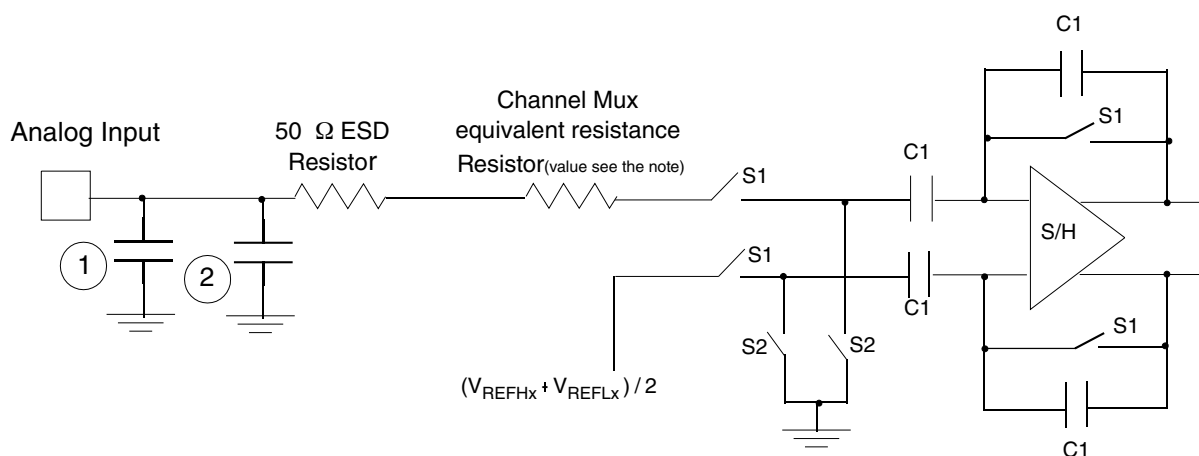 C1
Channel Mux
equivalent resistance
Resistor(value see the note)
Analog Input
50 Ω ESD
Resistor
S1
S1
C1
S/H
1
2
S1
C1
S2
S2
S1
(VREFHx + VREFLx) / 2
C1